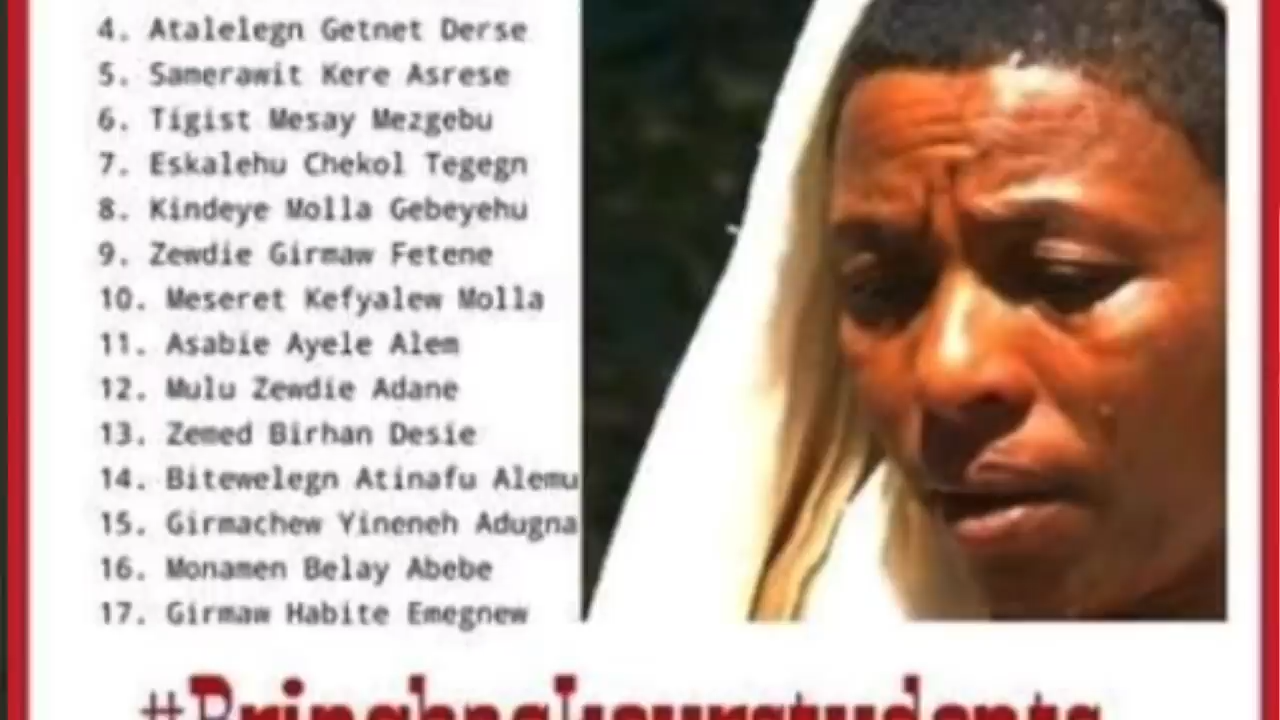 4. Atalelegn Getnet Derse
5. Samerawit Kere Asrese
6. Tigist Mesay Mezgebu
7. Eskalehu Chekol Tegegn
8. Kindeye Molla Gebeyehu
9. Zewdie Girmaw Fetene
10. Meseret Kefyalew Molla
11. Asabie Ayele Alem
12. Mulu Zewdie Adane
13. Zemed Birhan Desie
14. Bitewelegn Atinafu Alemu
15. Girmachew Yineneh Adugna
16. Monamen Belay Abebe
17. Girmaw Habite Emegnew
#Bringbackourstudents